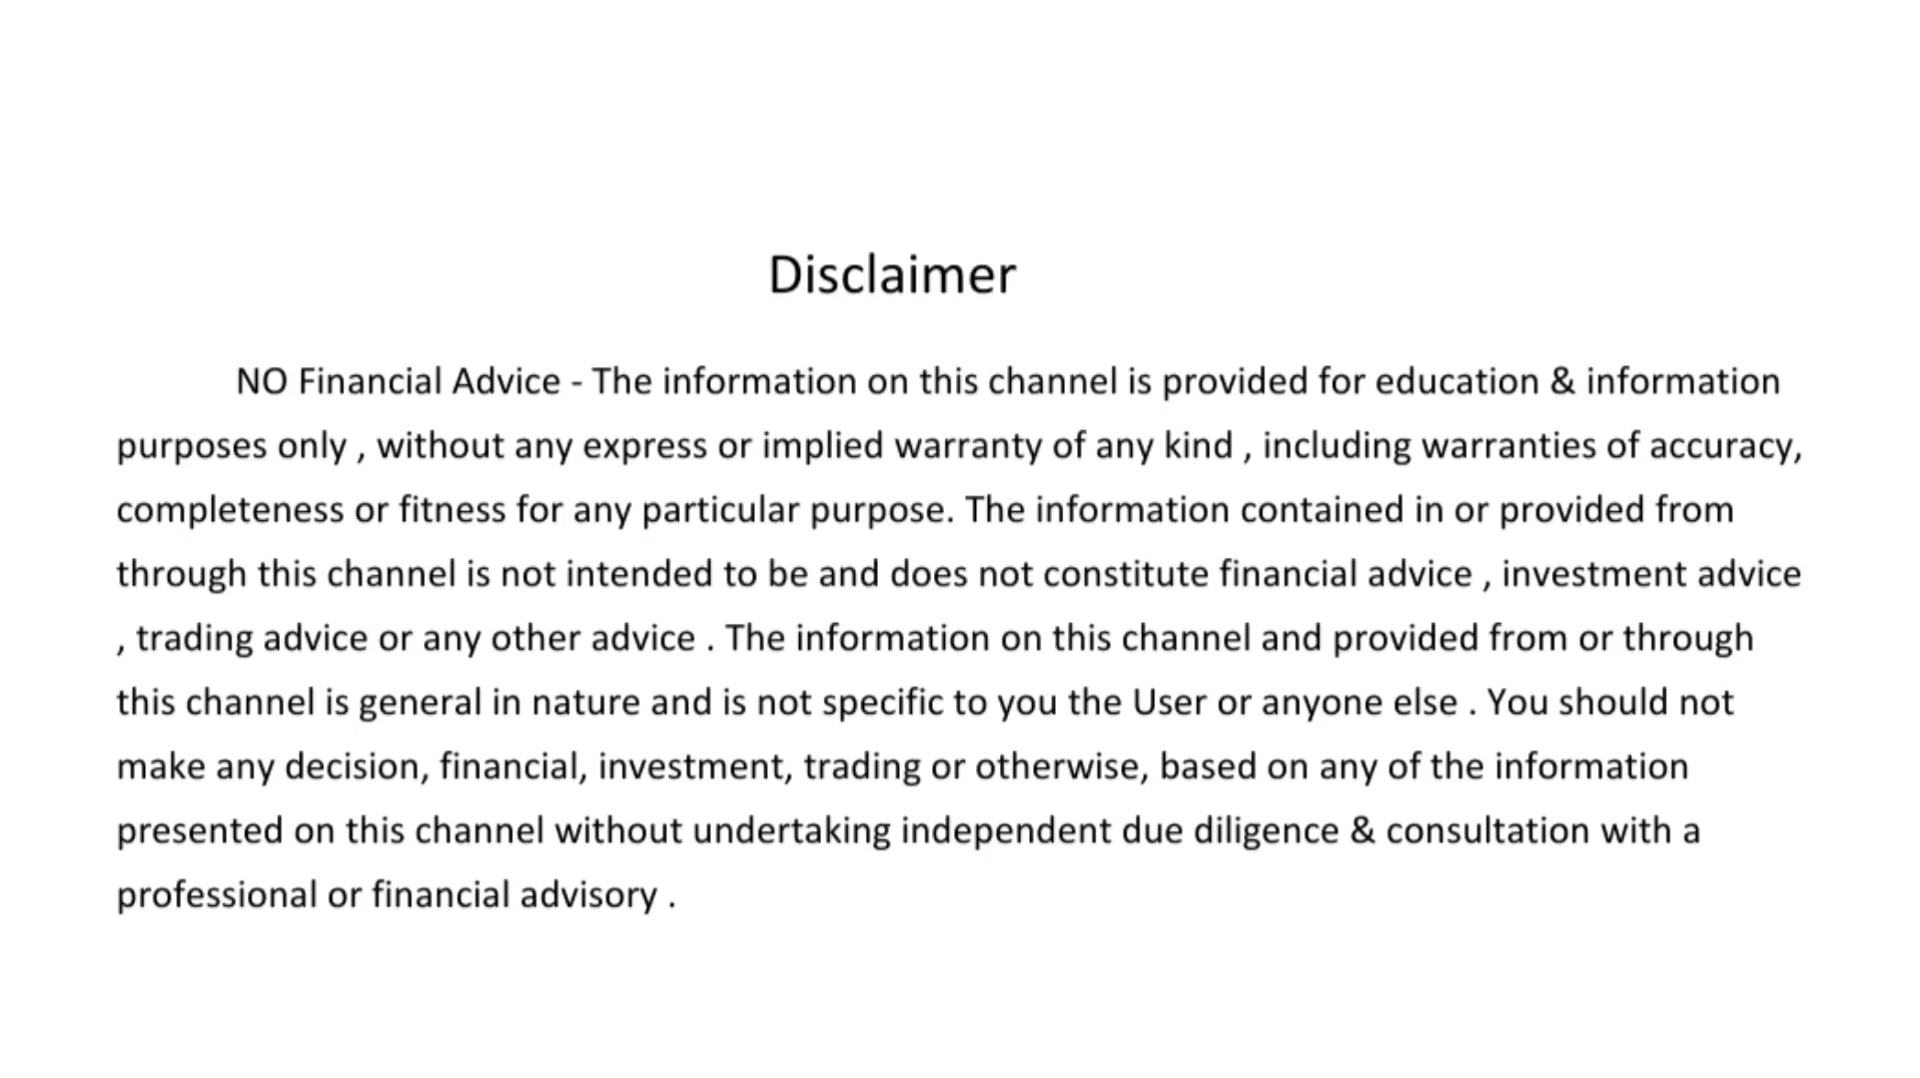 Disclaimer
NO Financial Advice - The information on this channel is provided for education & information
purposes only , without any express or implied warranty of any kind , including warranties of accuracy,
completeness or fitness for any particular purpose. The information contained in or provided from
through this channel is not intended to be and does not constitute financial advice , investment advice
, trading advice or any other advice . The information on this channel and provided from or through
this channel is general in nature and is not specific to you the User or anyone else . You should not
make any decision, financial, investment, trading or otherwise, based on any of the information
presented on this channel without undertaking independent due diligence & consultation with a
professional or financial advisory .